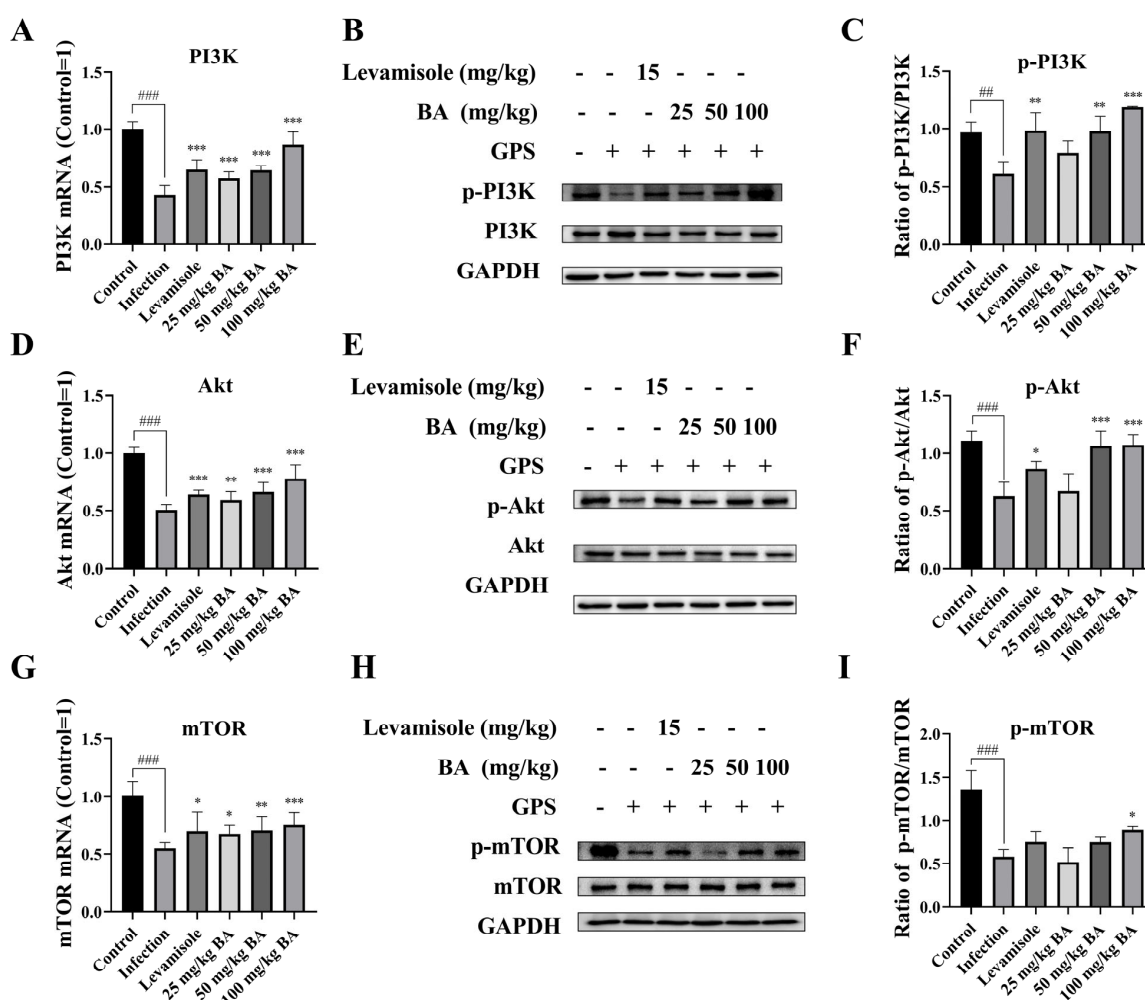 A
PI3K
PI3K mRNA (Control=1)
1.5
1.0
0.5
0.0
###
***
***
***
***
Control
Infection
Levamisole
25 mg/kg BA
50 mg/kg BA
100 mg/kg BA
B
Levamisole (mg/kg) - - 15 - - -
BA (mg/kg) - - - 25 50 100
GPS - + + + + +
p-PI3K
PI3K
GAPDH
C
p-PI3K
Ratio of p-PI3K/PI3K
1.5
1.0
0.5
0.0
##
**
**
***
Control
Infection
Levamisole
25 mg/kg BA
50 mg/kg BA
100 mg/kg BA
D
Akt
Akt mRNA (Control=1)
1.5
1.0
0.5
0.0
###
***
**
***
***
Control
Infection
Levamisole
25 mg/kg BA
50 mg/kg BA
100 mg/kg BA
E
Levamisole (mg/kg) - - 15 - - -
BA (mg/kg) - - - 25 50 100
GPS - + + + + +
p-Akt
Akt
GAPDH
F
p-Akt
Ratiao of p-Akt/Akt
1.5
1.0
0.5
0.0
###
*
***
***
Control
Infection
Levamisole
25 mg/kg BA
50 mg/kg BA
100 mg/kg BA
G
mTOR
mTOR mRNA (Control=1)
1.5
1.0
0.5
0.0
###
*
*
**
***
Control
Infection
Levamisole
25 mg/kg BA
50 mg/kg BA
100 mg/kg BA
H
Levamisole (mg/kg) - - 15 - - -
BA (mg/kg) - - - 25 50 100
GPS - + + + + +
p-mTOR
mTOR
GAPDH
I
p-mTOR
Ratio of p-mTOR/mTOR
2.0
1.5
1.0
0.5
0.0
###
*
Control
Infection
Levamisole
25 mg/kg BA
50 mg/kg BA
100 mg/kg BA